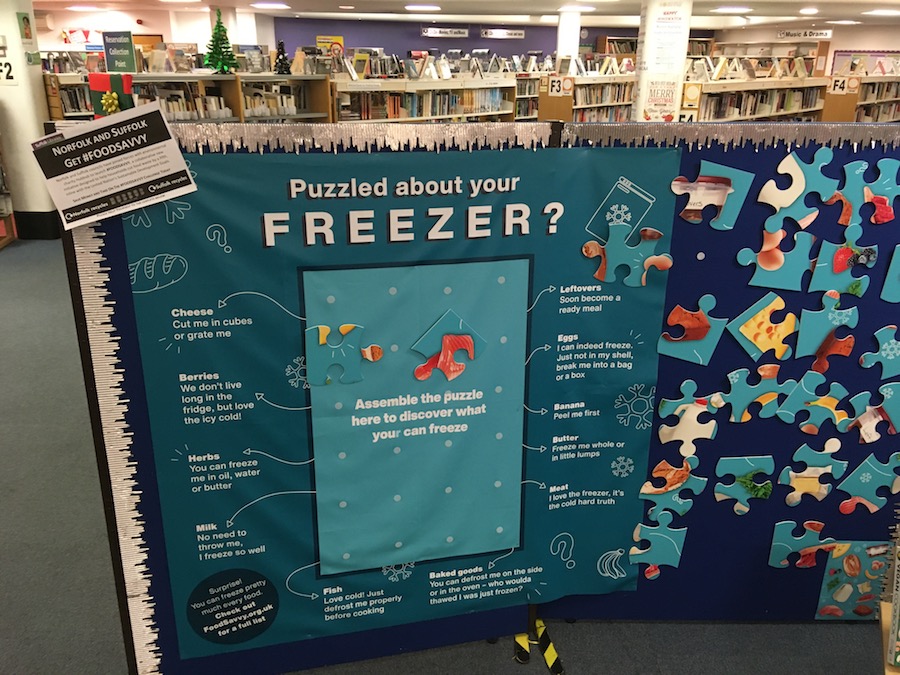 Reservation
Collection
Point
F2
Music & Drama
F3
F4
MERRY
CHRISTMAS
NORFOLK AND SUFFOLK
GET #FOODSAVVY
Norfolk recycles
Suffolk recycles
Puzzled about your
FREEZER?
Cheese
Cut me in cubes
or grate me
Berries
We don't live
long in the
fridge, but love
the icy cold!
Herbs
You can freeze
me in oil, water
or butter
Milk
No need to
throw me,
I freeze so well
Surprise!
You can freeze pretty
much every food.
Check out
FoodSavvy.org.uk
for a full list
Assemble the puzzle
here to discover what
your can freeze
Fish
Love cold! Just
defrost me properly
before cooking
Baked goods
You can defrost me on the side
or in the oven – who woulda
thawed I was just frozen?
Leftovers
Soon become a
ready meal
Eggs
I can indeed freeze.
Just not in my shell,
break me into a bag
or a box
Banana
Peel me first
Butter
Freeze me whole or
in little lumps
Meat
I love the freezer, it's
the cold hard truth